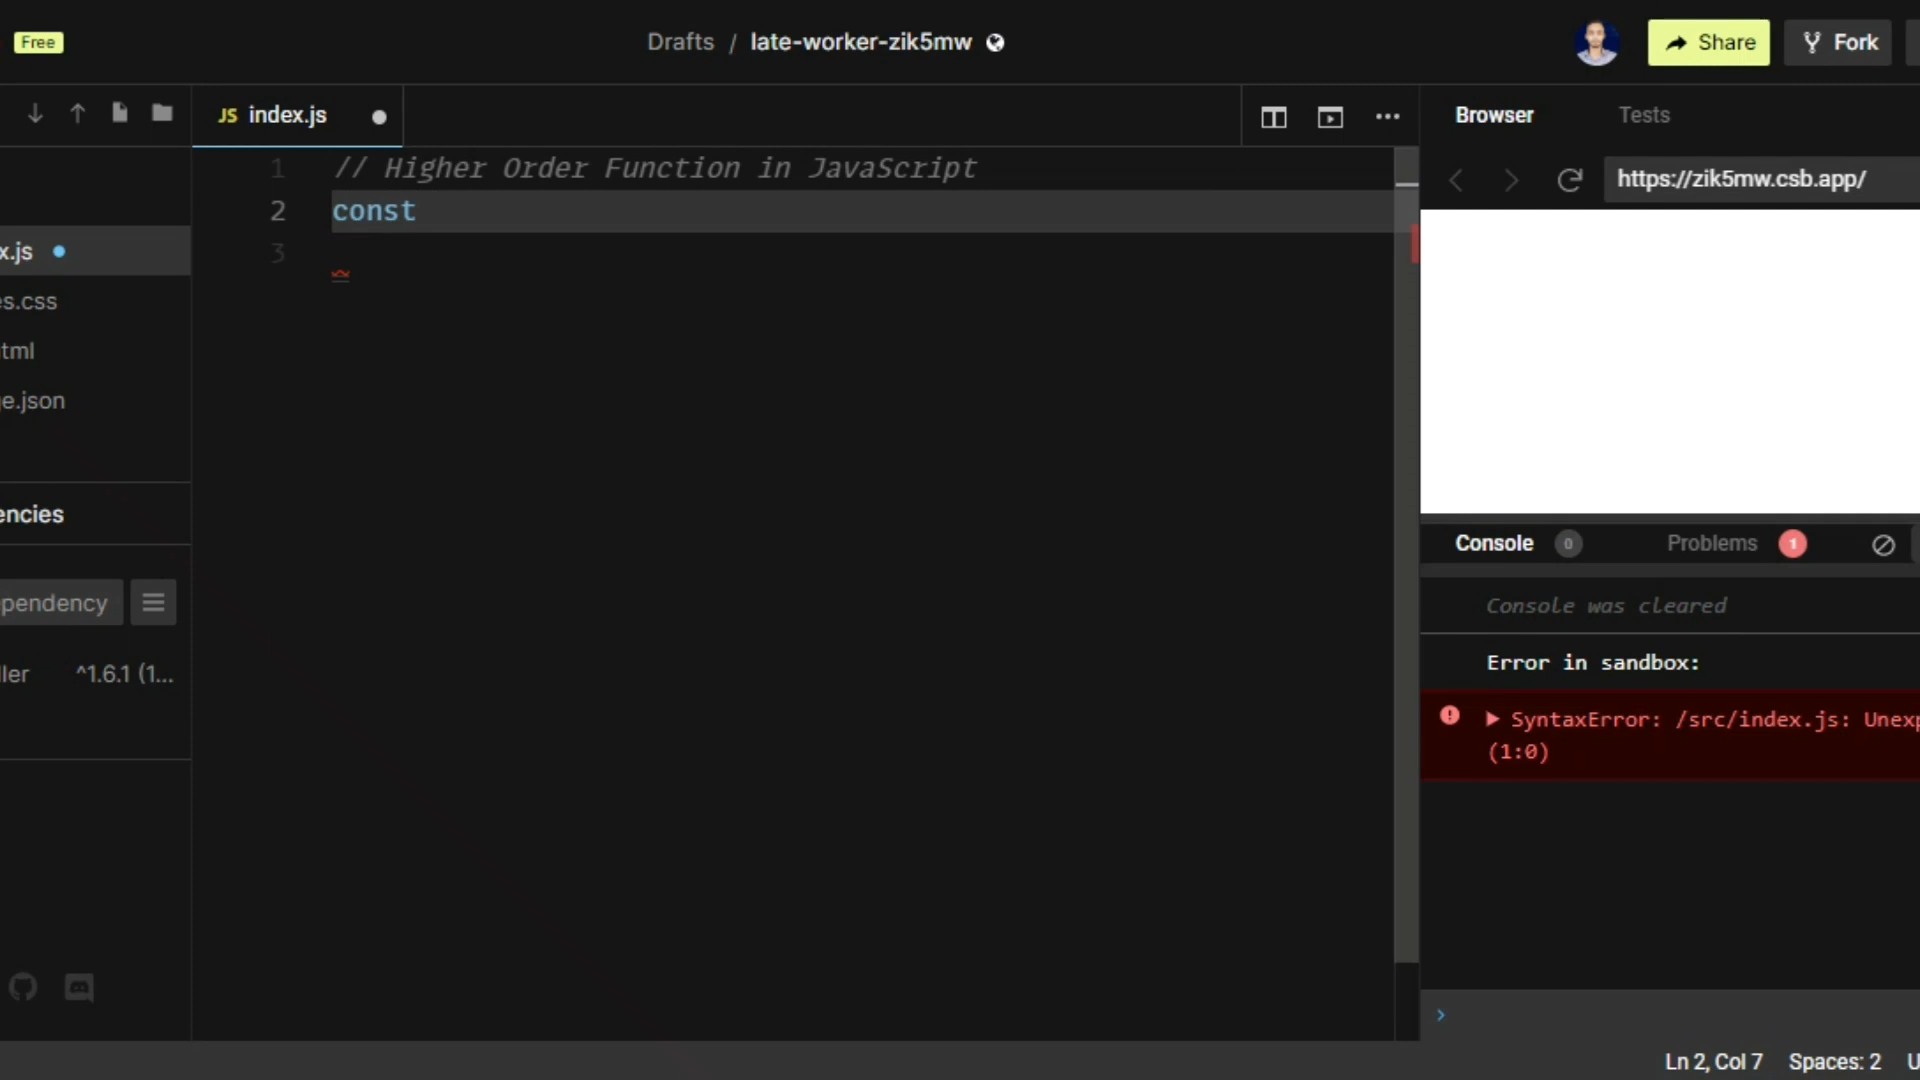 Free
Drafts / late-worker-zik5mw
Share
Fork
JS index.js
Browser
Tests
1 // Higher Order Function in JavaScript
2 const
3
https://zik5mw.csb.app/
x.js
es.css
tml
e.json
encies
pendency
ler ^1.6.1 (1...
Console 0
Problems 1
Console was cleared
Error in sandbox:
SyntaxError: /src/index.js: Unexp
(1:0)
Ln 2, Col 7
Spaces: 2
U